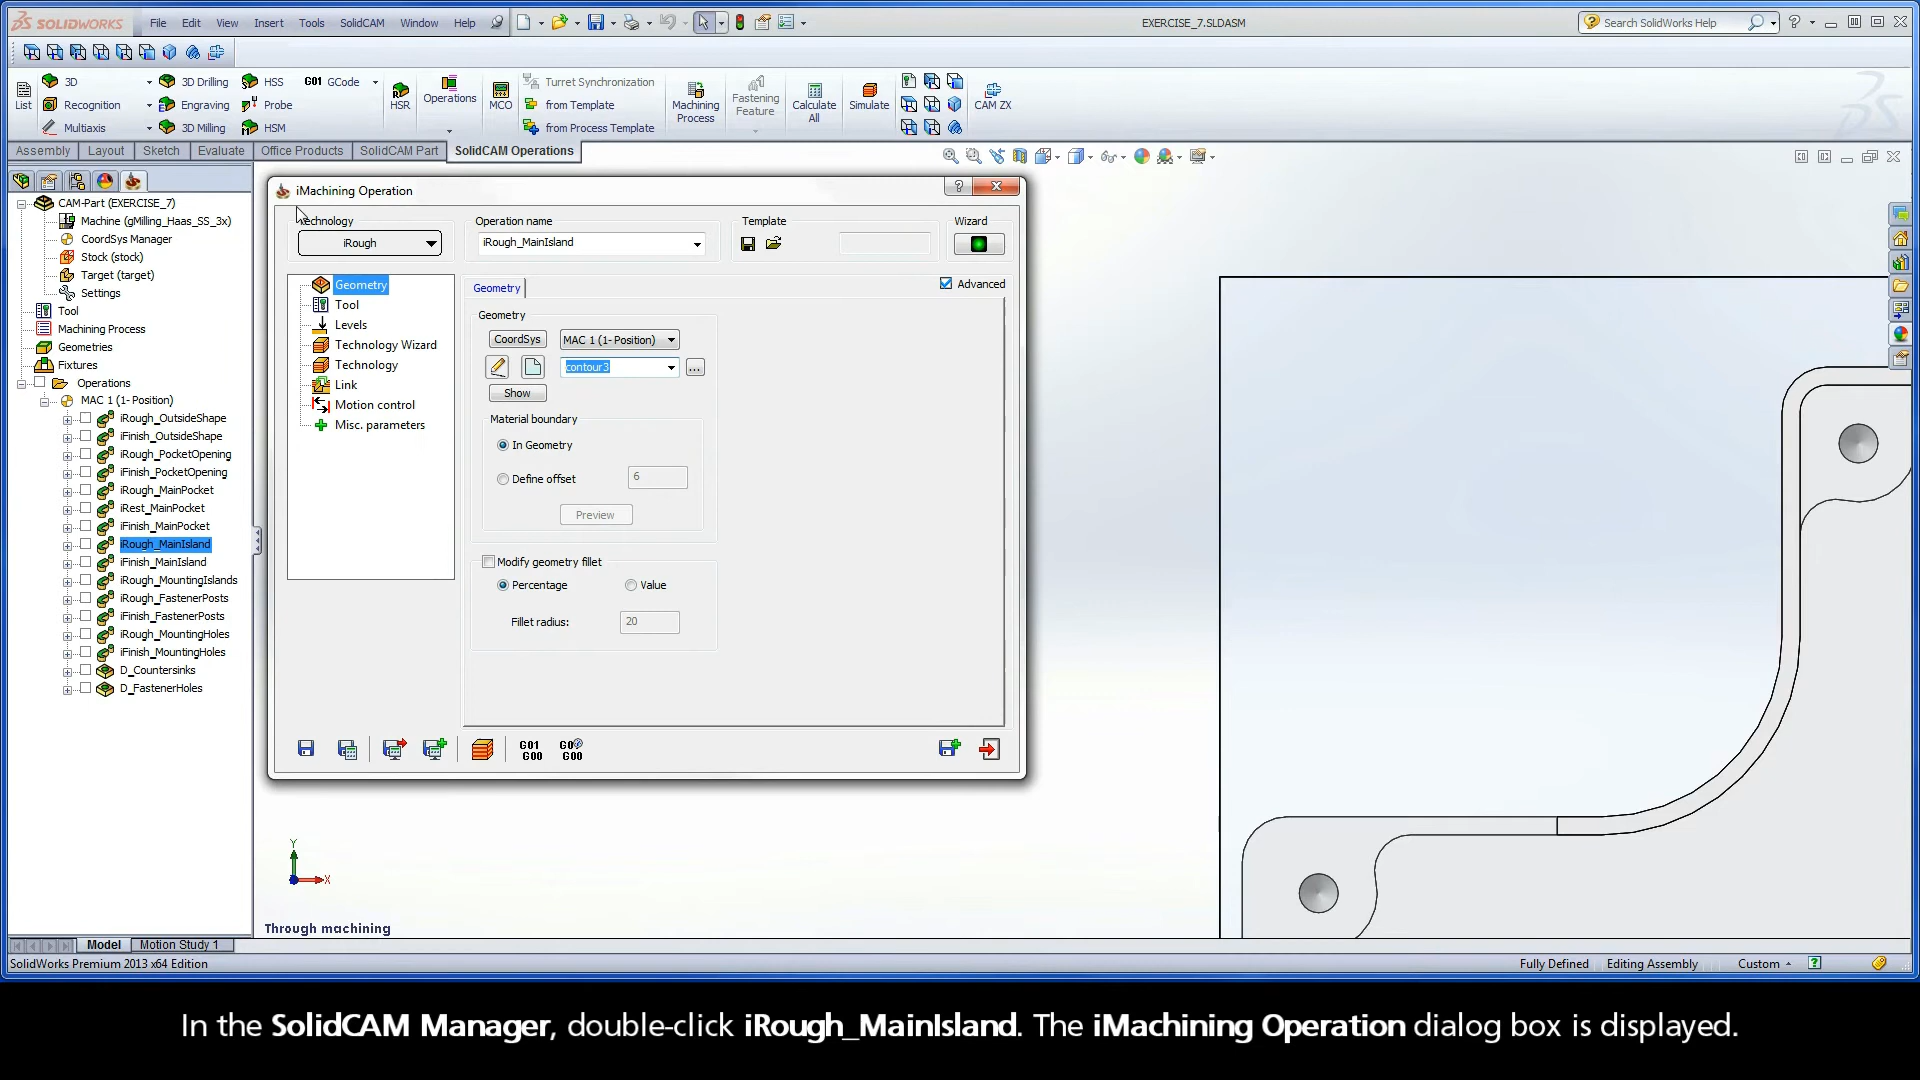 SOLIDWORKS File Edit View Insert Tools SolidCAM Window Help EXERCISE_7.SLDASM Search SolidWorks Help
3D 3D Drilling HSS G01 GCode Turret Synchronization
List Recognition Engraving Probe HSR Operations MCO from Template Machining Process Fastening Feature Calculate All Simulate CAM ZX
Multiaxis 3D Milling HSM from Process Template
Assembly Layout Sketch Evaluate Office Products SolidCAM Part SolidCAM Operations
CAM-Part (EXERCISE_7)
Machine (gMilling_Haas_SS_3x)
CoordSys Manager
Stock (stock)
Target (target)
Settings
Tool
Machining Process
Geometries
Fixtures
Operations
MAC 1 (1- Position)
iRough_OutsideShape
iFinish_OutsideShape
iRough_PocketOpening
iFinish_PocketOpening
iRough_MainPocket
iRest_MainPocket
iFinish_MainPocket
iRough_MainIsland
iFinish_MainIsland
iRough_MountingIslands
iRough_FastenerPosts
iFinish_FastenerPosts
iRough_MountingHoles
iFinish_MountingHoles
D_Countersinks
D_FastenerHoles
iMachining Operation
Technology Operation name Template Wizard
iRough iRough_MainIsland
Geometry
Tool
Levels
Technology Wizard
Technology
Link
Motion control
Misc. parameters
Geometry Advanced
Geometry
CoordSys MAC 1 (1- Position)
contour3 ...
Show
Material boundary
In Geometry
Define offset 6
Preview
Modify geometry fillet
Percentage Value
Fillet radius: 20
G01 G00
G00
Y
X
Through machining
Model Motion Study 1
SolidWorks Premium 2013 x64 Edition Fully Defined Editing Assembly Custom
In the SolidCAM Manager, double-click iRough_MainIsland. The iMachining Operation dialog box is displayed.